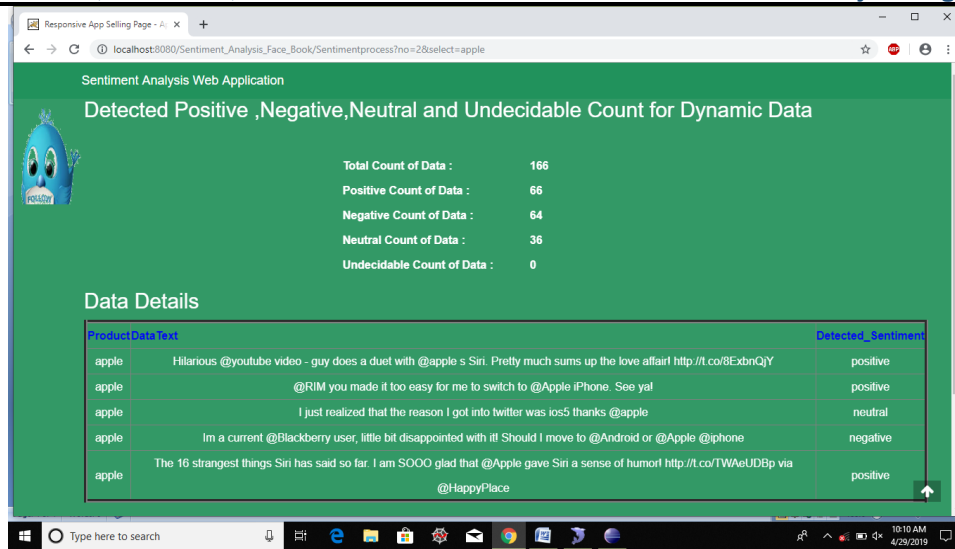 Responsive App Selling Page - A
localhost:8080/Sentiment_Analysis_Face_Book/Sentimentprocess?no=2&select=apple
ABP
Sentiment Analysis Web Application
Detected Positive ,Negative,Neutral and Undecidable Count for Dynamic Data
FOLLOW
Total Count of Data : 166
Positive Count of Data : 66
Negative Count of Data : 64
Neutral Count of Data : 36
Undecidable Count of Data : 0
Data Details
Product DataText Detected_Sentiment
apple Hilarious @youtube video - guy does a duet with @apple s Siri. Pretty much sums up the love affair! http://t.co/8ExbnQjY positive
apple @RIM you made it too easy for me to switch to @Apple iPhone. See ya! positive
apple I just realized that the reason I got into twitter was ios5 thanks @apple neutral
apple Im a current @Blackberry user, little bit disappointed with it! Should I move to @Android or @Apple @iphone negative
apple The 16 strangest things Siri has said so far. I am SOOO glad that @Apple gave Siri a sense of humor! http://t.co/TWAeUDBp via
@HappyPlace positive
Type here to search
10:10 AM
4/29/2019